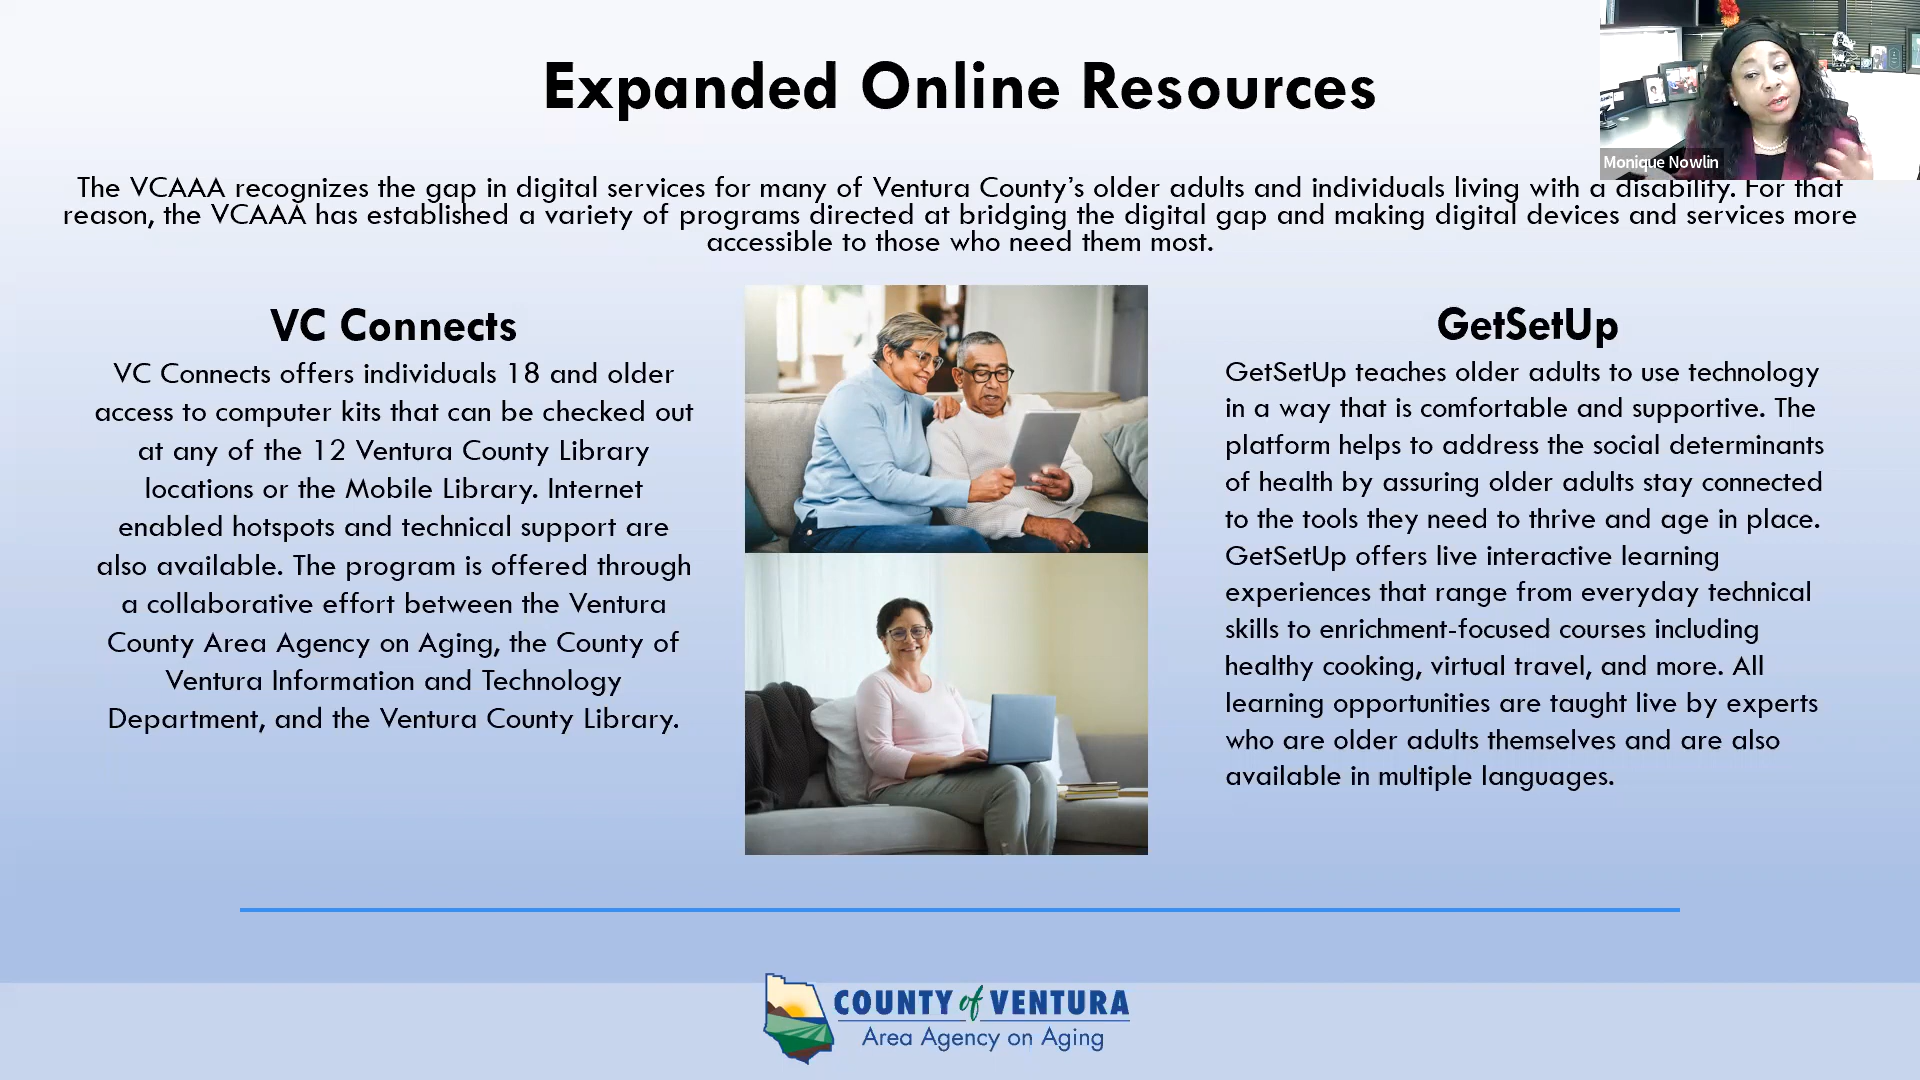 Expanded Online Resources
Monique Nowlin
The VCAAA recognizes the gap in digital services for many of Ventura County's older adults and individuals living with a disability. For that
reason, the VCAAA has established a variety of programs directed at bridging the digital gap and making digital devices and services more
accessible to those who need them most.
VC Connects
VC Connects offers individuals 18 and older
access to computer kits that can be checked out
at any of the 12 Ventura County Library
locations or the Mobile Library. Internet
enabled hotspots and technical support are
also available. The program is offered through
a collaborative effort between the Ventura
County Area Agency on Aging, the County of
Ventura Information and Technology
Department, and the Ventura County Library.
GetSetUp
GetSetUp teaches older adults to use technology
in a way that is comfortable and supportive. The
platform helps to address the social determinants
of health by assuring older adults stay connected
to the tools they need to thrive and age in place.
GetSetUp offers live interactive learning
experiences that range from everyday technical
skills to enrichment-focused courses including
healthy cooking, virtual travel, and more. All
learning opportunities are taught live by experts
who are older adults themselves and are also
available in multiple languages.
COUNTY of VENTURA
Area Agency on Aging